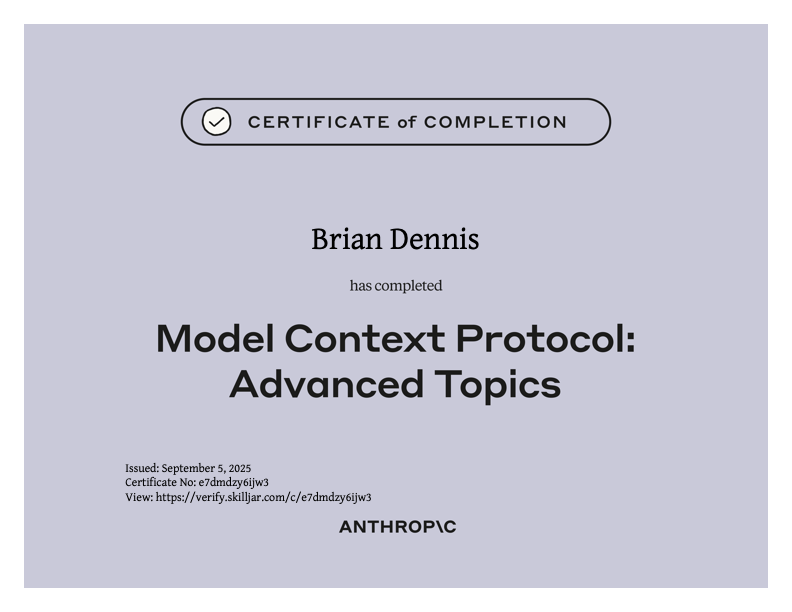 CERTIFICATE of COMPLETION
Brian Dennis
has completed
Model Context Protocol:
Advanced Topics
Issued: September 5, 2025
Certificate No: e7dmdzy6ijw3
View: https://verify.skilljar.com/c/e7dmdzy6ijw3
ANTHROP\C